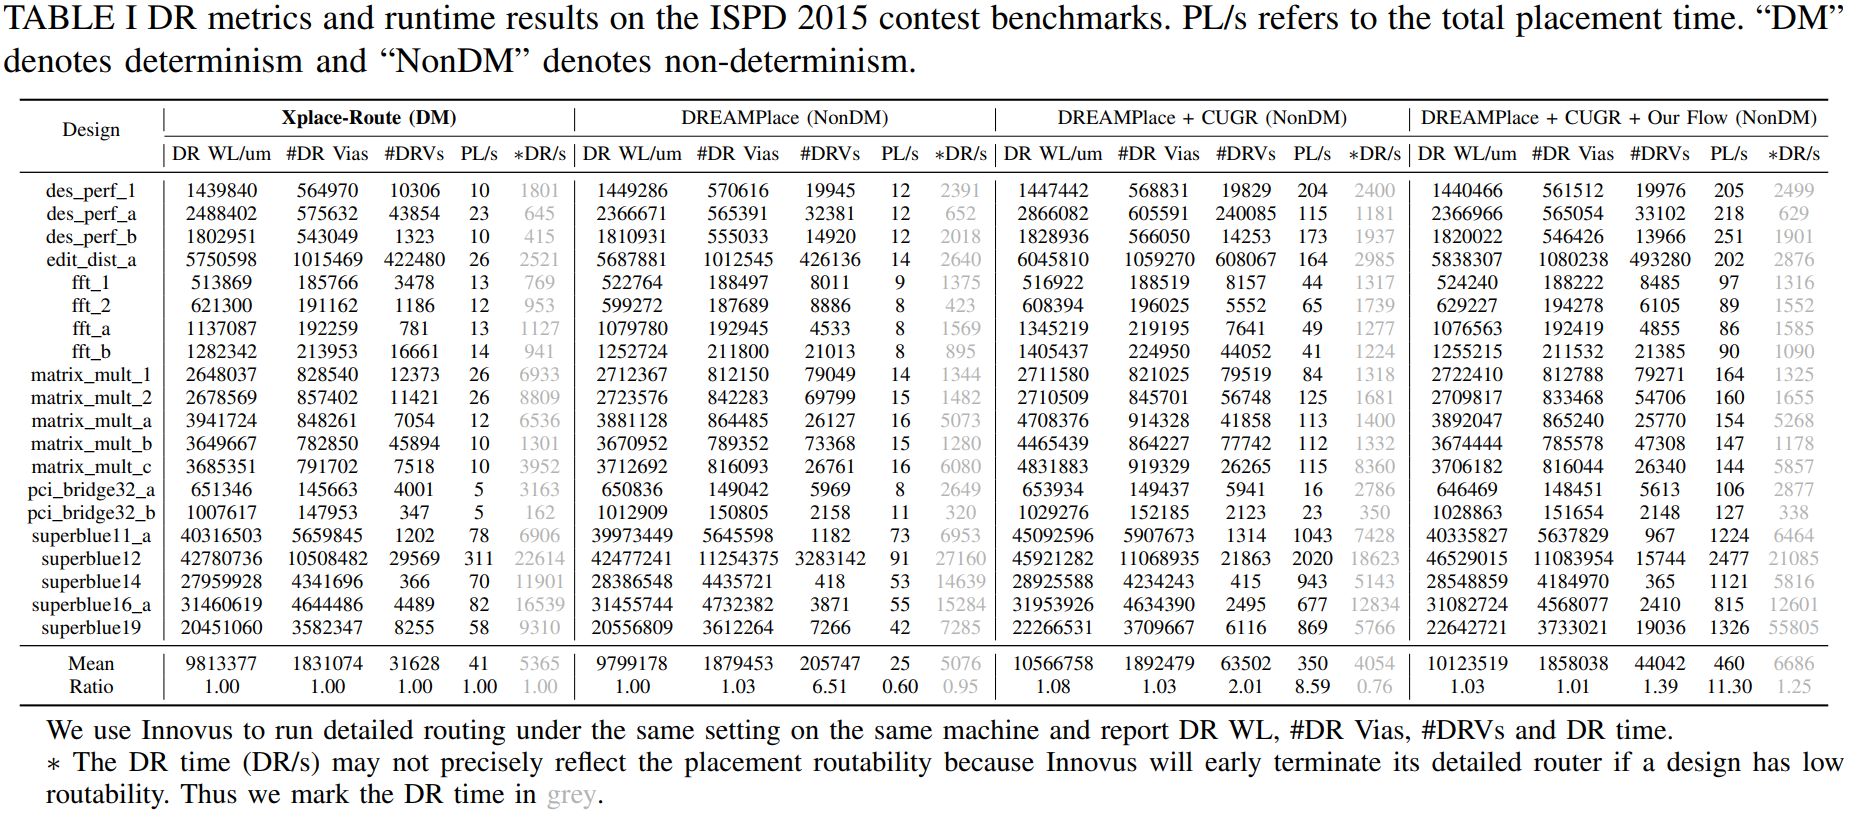 TABLE I DR metrics and runtime results on the ISPD 2015 contest benchmarks. PL/s refers to the total placement time. “DM”
denotes determinism and “NonDM” denotes non-determinism.
Design Xplace-Route (DM) DREAMPlace (NonDM) DREAMPlace + CUGR (NonDM) DREAMPlace + CUGR + Our Flow (NonDM)
DR WL/um #DR Vias #DRVs PL/s ∗DR/s DR WL/um #DR Vias #DRVs PL/s ∗DR/s DR WL/um #DR Vias #DRVs PL/s ∗DR/s DR WL/um #DR Vias #DRVs PL/s ∗DR/s
des_perf_1 1439840 564970 10306 10 1801 1449286 570616 19945 12 2391 1447442 568831 19829 204 2400 1440466 561512 19976 205 2499
des_perf_a 2488402 575632 43854 23 645 2366671 565391 32381 12 652 2866082 605591 240085 115 1181 2366966 565054 33102 218 629
des_perf_b 1802951 543049 1323 10 415 1810931 555033 14920 12 2018 1828936 566050 14253 173 1937 1820022 546426 13966 251 1901
edit_dist_a 5750598 1015469 422480 26 2521 5687881 1012545 426136 14 2640 6045810 1059270 608067 164 2985 5838307 1080238 493280 202 2876
fft_1 513869 185766 3478 13 769 522764 188497 8011 9 1375 516922 188519 8157 44 1317 524240 188222 8485 97 1316
fft_2 621300 191162 1186 12 953 599272 187689 8886 8 423 608394 196025 5552 65 1739 629227 194278 6105 89 1552
fft_a 1137087 192259 781 13 1127 1079780 192945 4533 8 1569 1345219 219195 7641 49 1277 1076563 192419 4855 86 1585
fft_b 1282342 213953 16661 14 941 1252724 211800 21013 8 895 1405437 224950 44052 41 1224 1255215 211532 21385 90 1090
matrix_mult_1 2648037 828540 12373 26 6933 2712367 812150 79049 14 1344 2711580 821025 79519 84 1318 2722410 812788 79271 164 1325
matrix_mult_2 2678569 857402 11421 26 8809 2723576 842283 69799 15 1482 2710509 845701 56748 125 1681 2709817 833468 54706 160 1655
matrix_mult_a 3941724 848261 7054 12 6536 3881128 864485 26127 16 5073 4708376 914328 41858 113 1400 3892047 865240 25770 154 5268
matrix_mult_b 3649667 782850 45894 10 1301 3670952 789352 73368 15 1280 4465439 864227 77742 112 1332 3674444 785578 47308 147 1178
matrix_mult_c 3685351 791702 7518 10 3952 3712692 816093 26761 16 6080 4831883 919329 26265 115 8360 3706182 816044 26340 144 5857
pci_bridge32_a 651346 145663 4001 5 3163 650836 149042 5969 8 2649 653934 149437 5941 16 2786 646469 148451 5613 106 2877
pci_bridge32_b 1007617 147953 347 5 162 1012909 150805 2158 11 320 1029276 152185 2123 23 350 1028863 151654 2148 127 338
superblue11_a 40316503 5659845 1202 78 6906 39973449 5645598 1182 73 6953 45092596 5907673 1314 1043 7428 40335827 5637829 967 1224 6464
superblue12 42780736 10508482 29569 311 22614 42477241 11254375 3283142 91 27160 45921282 11068935 21863 2020 18623 46529015 11083954 15744 2477 21085
superblue14 27959928 4341696 366 70 11901 28386548 4435721 418 53 14639 28925588 4234243 415 943 5143 28548859 4184970 365 1121 5816
superblue16_a 31460619 4644486 4489 82 16539 31455744 4732382 3871 55 15284 31953926 4634390 2495 677 12834 31082724 4568077 2410 815 12601
superblue19 20451060 3582347 8255 58 9310 20556809 3612264 7266 42 7285 22266531 3709667 6116 869 5766 22642721 3733021 19036 1326 55805
Mean 9813377 1831074 31628 41 5365 9799178 1879453 205747 25 5076 10566758 1892479 63502 350 4054 10123519 1858038 44042 460 6686
Ratio 1.00 1.00 1.00 1.00 1.00 1.00 1.03 6.51 0.60 0.95 1.08 1.03 2.01 8.59 0.76 1.03 1.01 1.39 11.30 1.25
We use Innovus to run detailed routing under the same setting on the same machine and report DR WL, #DR Vias, #DRVs and DR time.
∗ The DR time (DR/s) may not precisely reflect the placement routability because Innovus will early terminate its detailed router if a design has low
routability. Thus we mark the DR time in grey.